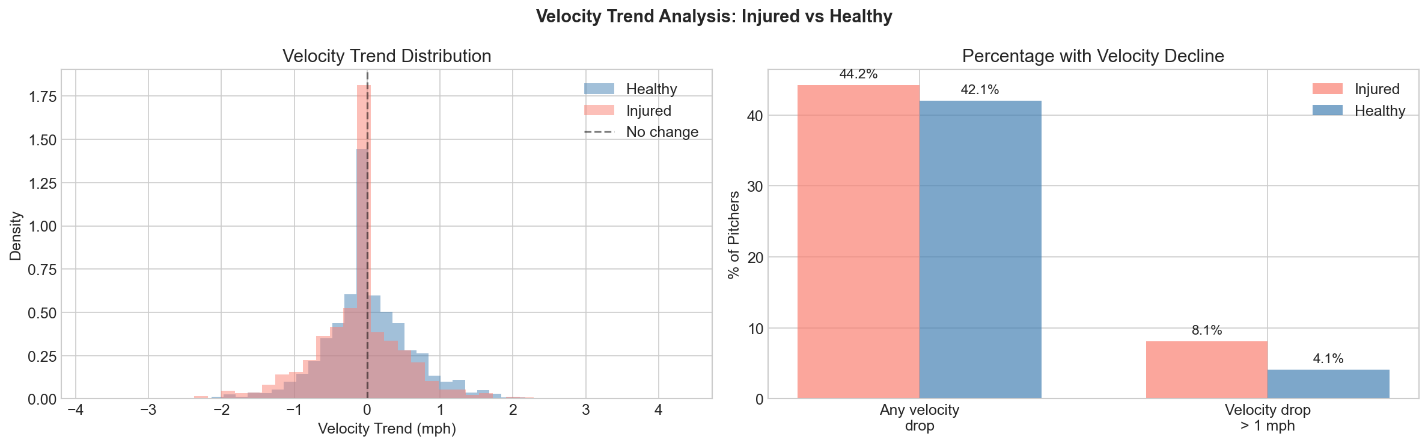 Velocity Trend Analysis: Injured vs Healthy
Velocity Trend Distribution
Density
1.75
1.50
1.25
1.00
0.75
0.50
0.25
0.00
Healthy
Injured
No change
−4 −3 −2 −1 0 1 2 3 4
Velocity Trend (mph)
Percentage with Velocity Decline
% of Pitchers
40
30
20
10
0
44.2%
42.1%
8.1%
4.1%
Injured
Healthy
Any velocity
drop
Velocity drop
> 1 mph